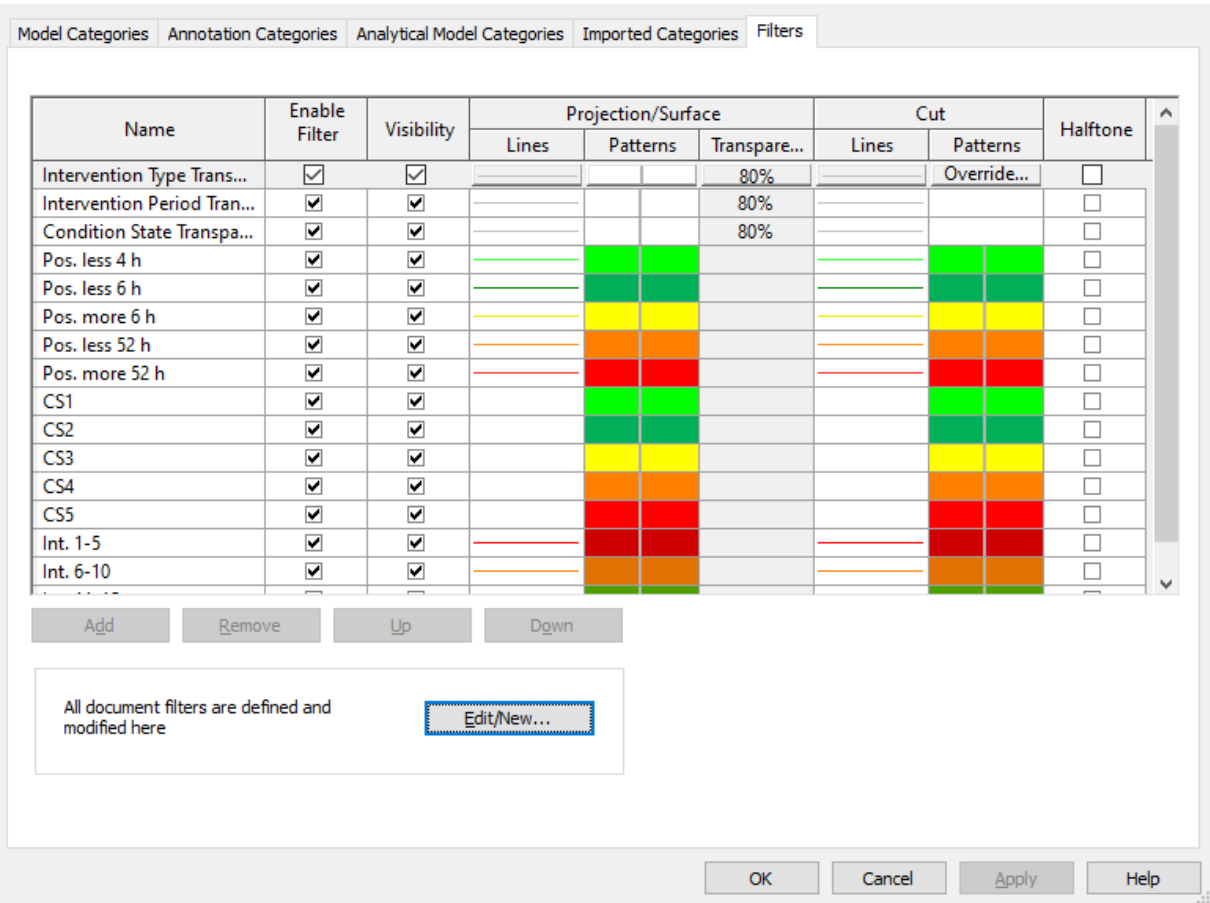 Model Categories Annotation Categories Analytical Model Categories Imported Categories Filters
Name Enable Filter Visibility Projection/Surface Cut Halftone
Lines Patterns Transpare... Lines Patterns
Intervention Type Trans... 80% Override...
Intervention Period Tran... 80%
Condition State Transpa... 80%
Pos. less 4 h
Pos. less 6 h
Pos. more 6 h
Pos. less 52 h
Pos. more 52 h
CS1
CS2
CS3
CS4
CS5
Int. 1-5
Int. 6-10
Add Remove Up Down
All document filters are defined and
modified here
Edit/New...
OK Cancel Apply Help